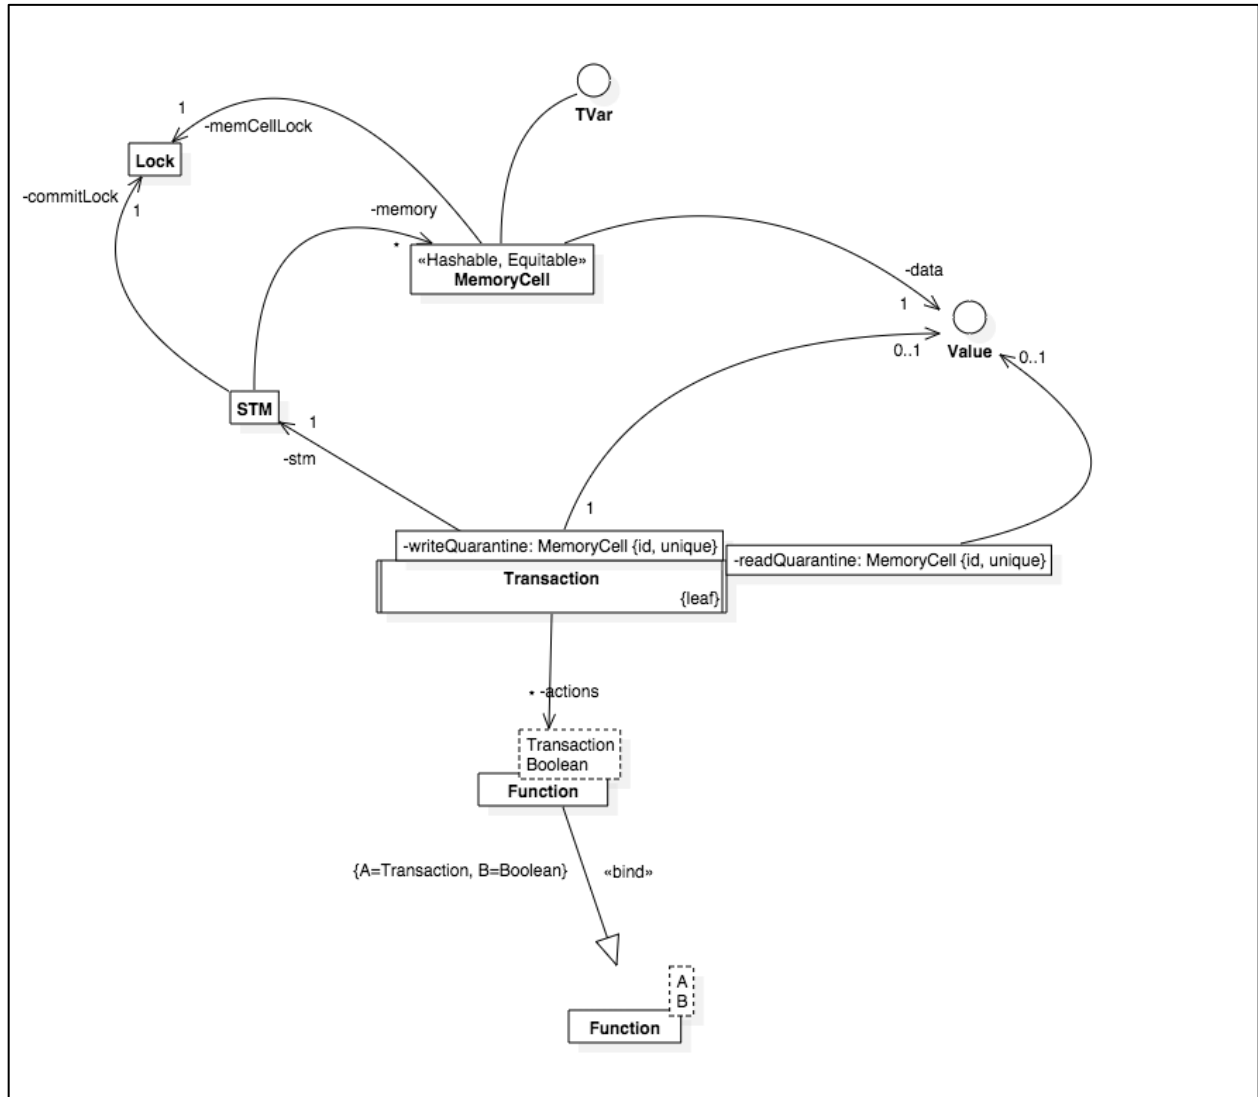 TVar
1
-memCellLock
Lock
-commitLock
1
-memory
*
«Hashable, Equitable»
MemoryCell
-data
1
Value
0..1
0..1
STM
1
-stm
1
-writeQuarantine: MemoryCell {id, unique}
-readQuarantine: MemoryCell {id, unique}
Transaction
{leaf}
* -actions
Transaction
Boolean
Function
{A=Transaction, B=Boolean}
«bind»
A
B
Function